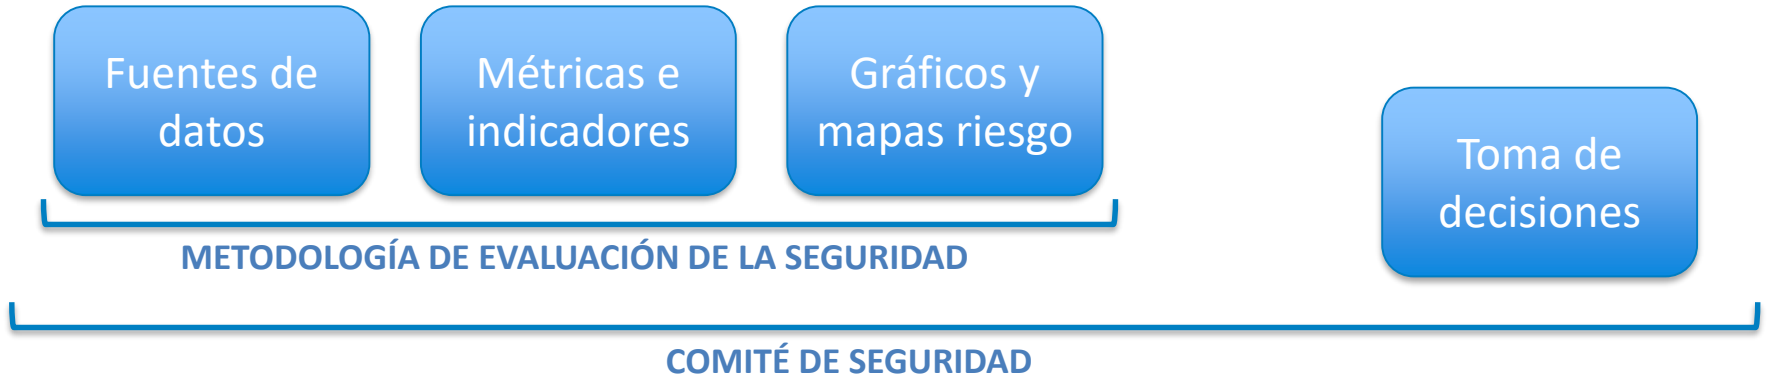 Fuentes de
datos
Métricas e
indicadores
Gráficos y
mapas riesgo
Toma de
decisiones
METODOLOGÍA DE EVALUACIÓN DE LA SEGURIDAD
COMITÉ DE SEGURIDAD